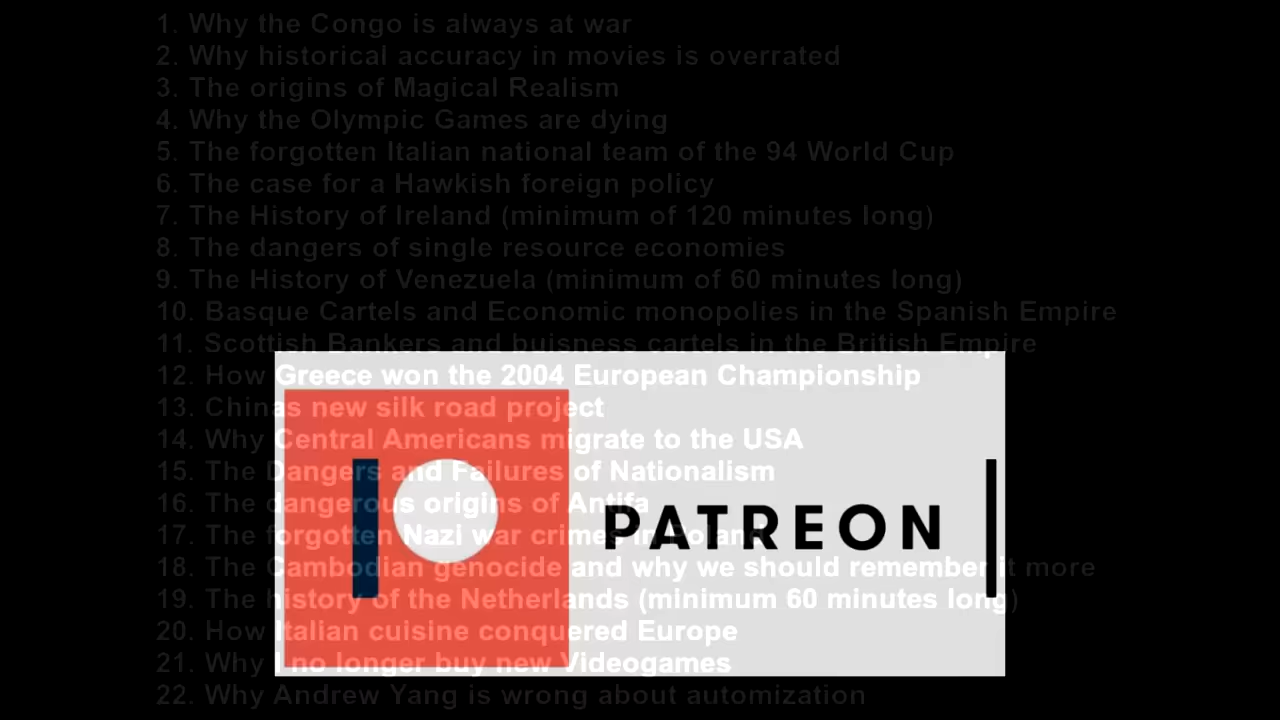 1. Why the Congo is always at war
2. Why historical accuracy in movies is overrated
3. The origins of Magical Realism
4. Why the Olympic Games are dying
5. The forgotten Italian national team of the 94 World Cup
6. The case for a Hawkish foreign policy
7. The History of Ireland (minimum of 120 minutes long)
8. The dangers of single resource economies
9. The History of Venezuela (minimum of 60 minutes long)
10. Basque Cartels and Economic monopolies in the Spanish Empire
11. Scottish Bankers and buisness cartels in the British Empire
12. How Greece won the 2004 European Championship
13. Chinas new silk road project
14. Why Central Americans migrate to the USA
15. The Dangers and Failures of Nationalism
16. The dangerous origins of Antifa
17. The forgotten Nazi war crimes in Poland
PATREON
18. The Cambodian genocide and why we should remember it more
19. The history of the Netherlands (minimum 60 minutes long)
20. How Italian cuisine conquered Europe
21. Why I no longer buy new Videogames
22. Why Andrew Yang is wrong about automization